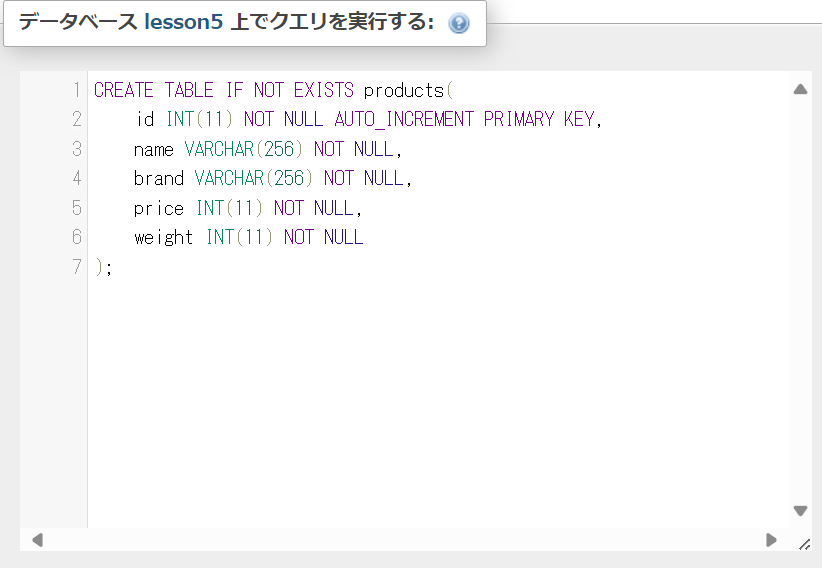 データベース lesson5 上でクエリを実行する:
1 CREATE TABLE IF NOT EXISTS products(
2     id INT(11) NOT NULL AUTO_INCREMENT PRIMARY KEY,
3     name VARCHAR(256) NOT NULL,
4     brand VARCHAR(256) NOT NULL,
5     price INT(11) NOT NULL,
6     weight INT(11) NOT NULL
7 );